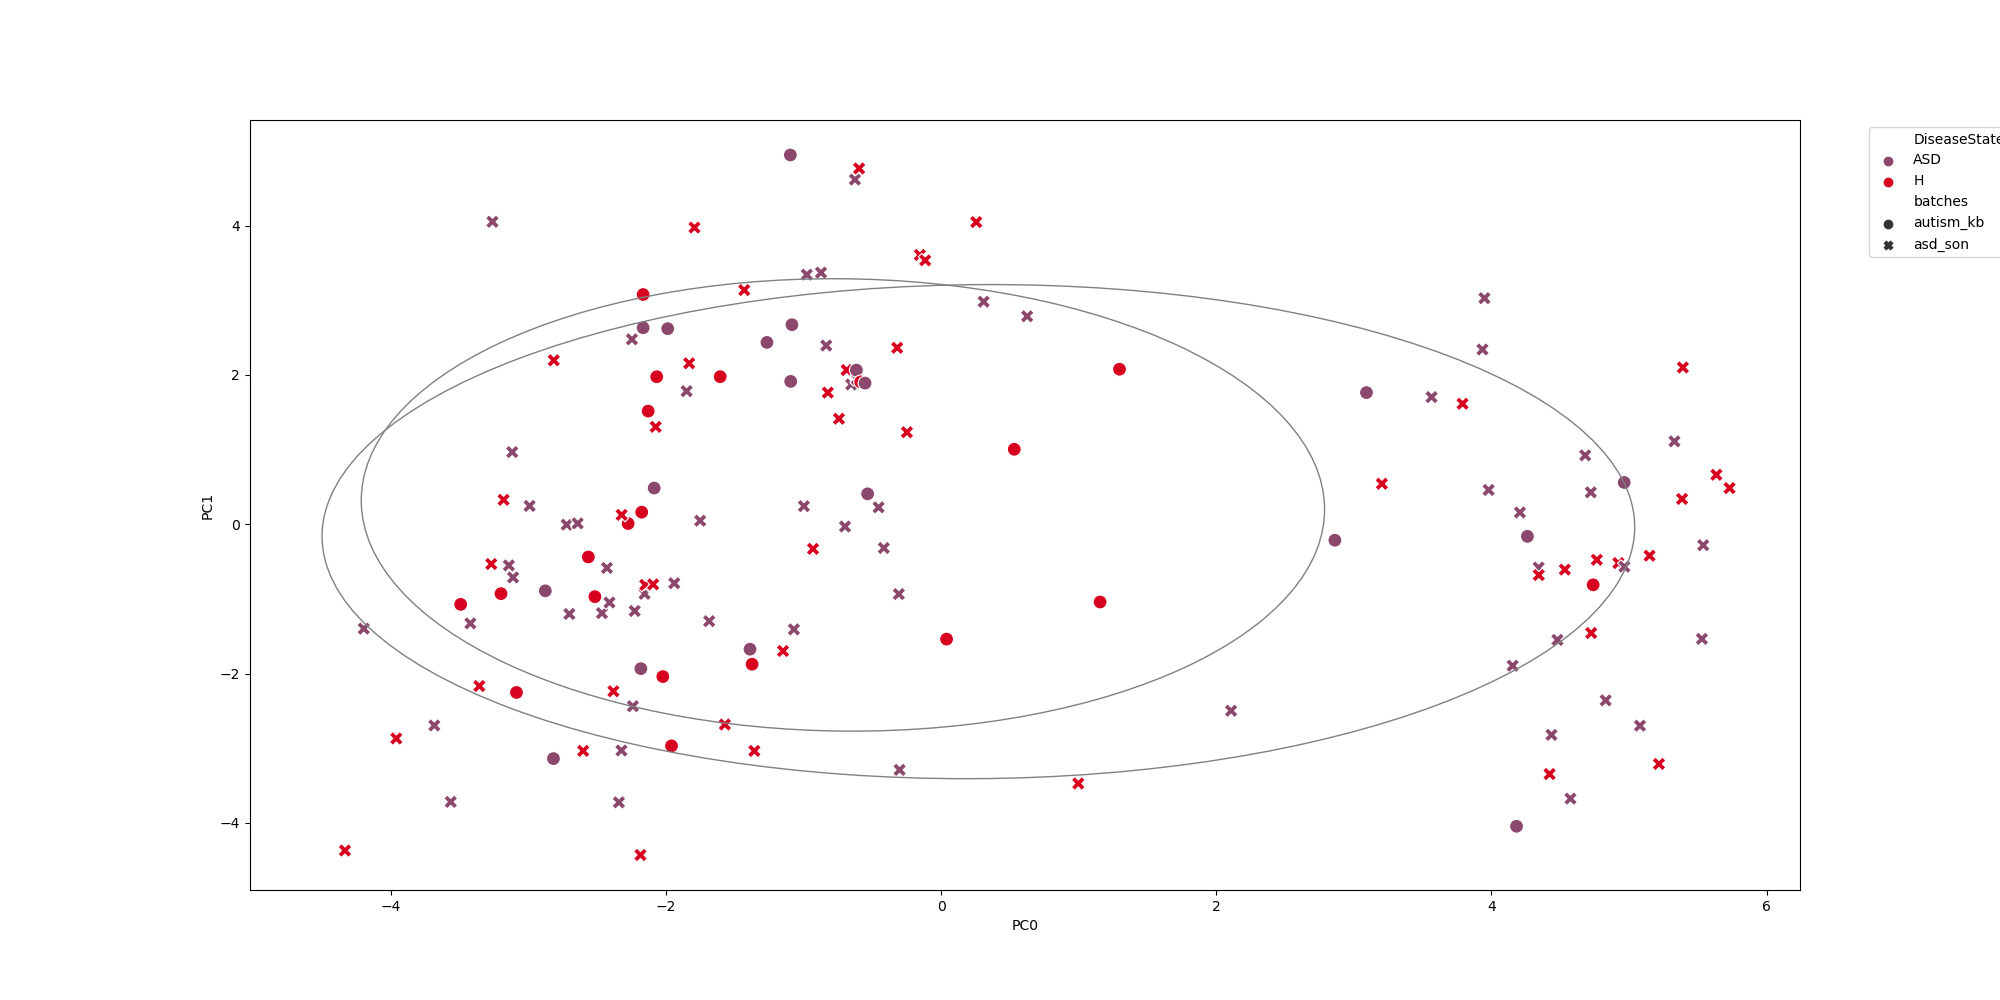 DiseaseState
ASD
H
batches
autism_kb
asd_son
4
2
0
−2
−4
PC1
−4
−2
0
2
4
6
PC0